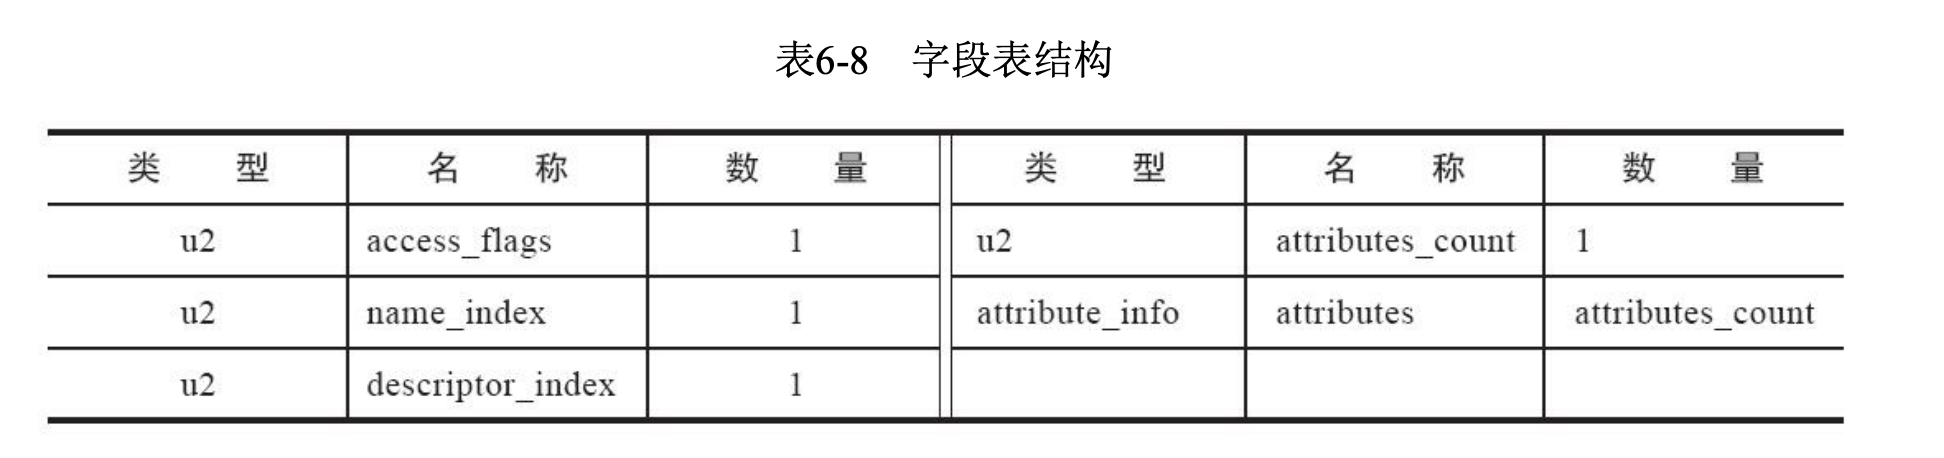 表6-8 字段表结构
类 型 名 称 数 量 类 型 名 称 数 量
u2 access_flags 1 u2 attributes_count 1
u2 name_index 1 attribute_info attributes attributes_count
u2 descriptor_index 1